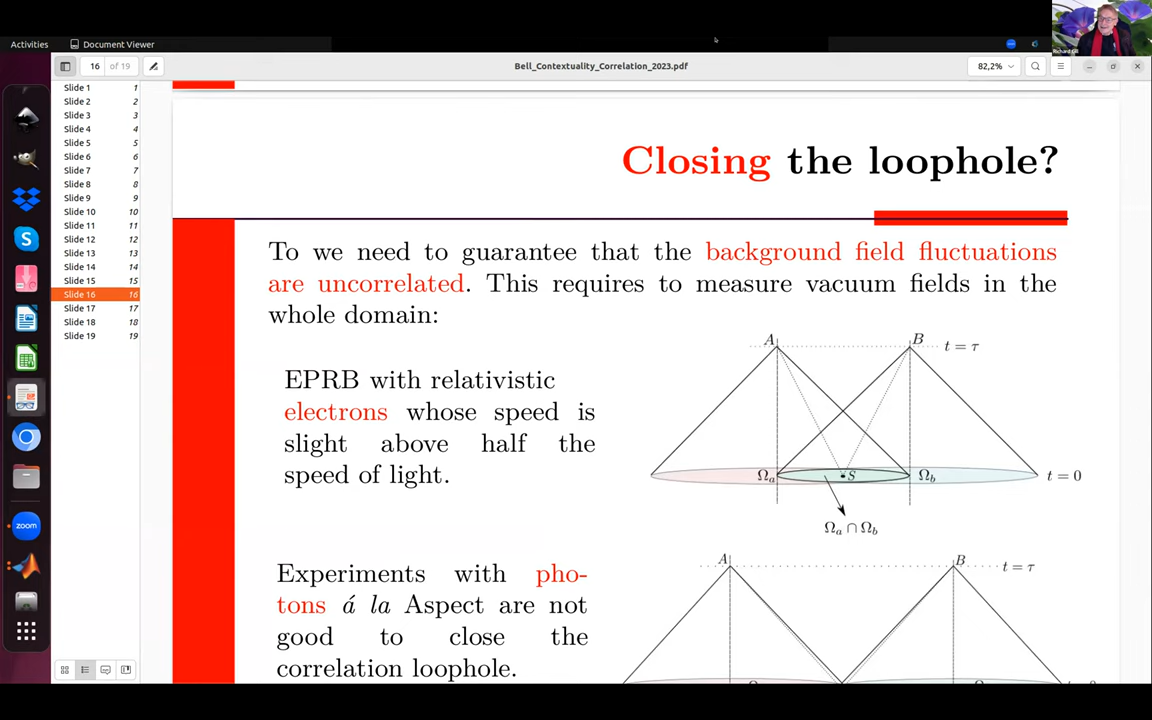 Activities
Document Viewer
Richard Gill
16 of 19
Bell_Contextuality_Correlation_2023.pdf
82,2%
Slide 1 1
Slide 2 2
Slide 3 3
Slide 4 4
Slide 5 5
Slide 6 6
Slide 7 7
Slide 8 8
Slide 9 9
Slide 10 10
Slide 11 11
Slide 12 12
Slide 13 13
Slide 14 14
Slide 15 15
Slide 16 16
Slide 17 17
Slide 18 18
Slide 19 19
zoom
Closing the loophole?
To we need to guarantee that the background field fluctuations
are uncorrelated. This requires to measure vacuum fields in the
whole domain:
EPRB with relativistic
electrons whose speed is
slight above half the
speed of light.
A B t = τ
Ωa S Ωb t = 0
Ωa ∩ Ωb
Experiments with pho-
tons á la Aspect are not
good to close the
correlation loophole.
A B t = τ